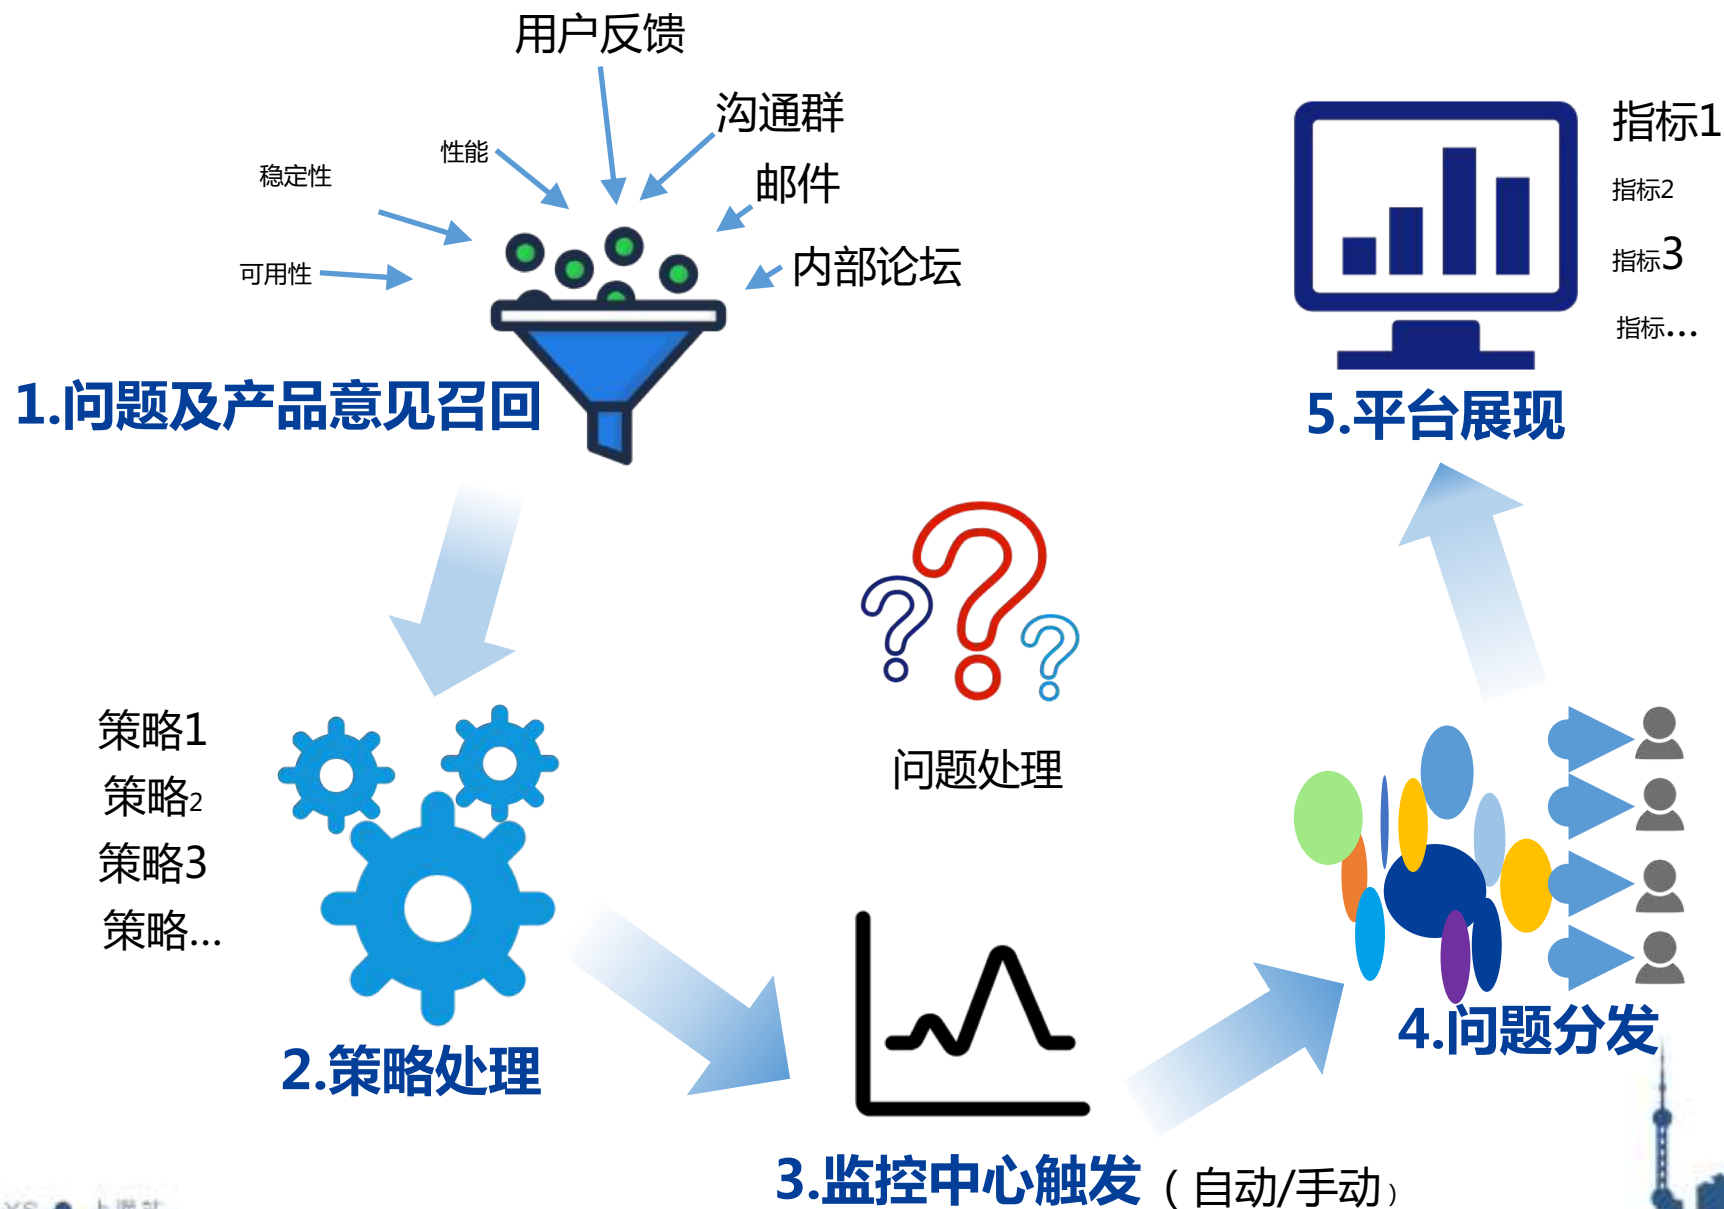 用户反馈
沟通群
性能
稳定性
邮件
可用性
内部论坛
1.问题及产品意见召回
指标1
指标2
指标3
指标...
5.平台展现
策略1
策略2
策略3
策略...
2.策略处理
问题处理
4.问题分发
3.监控中心触发（自动/手动）